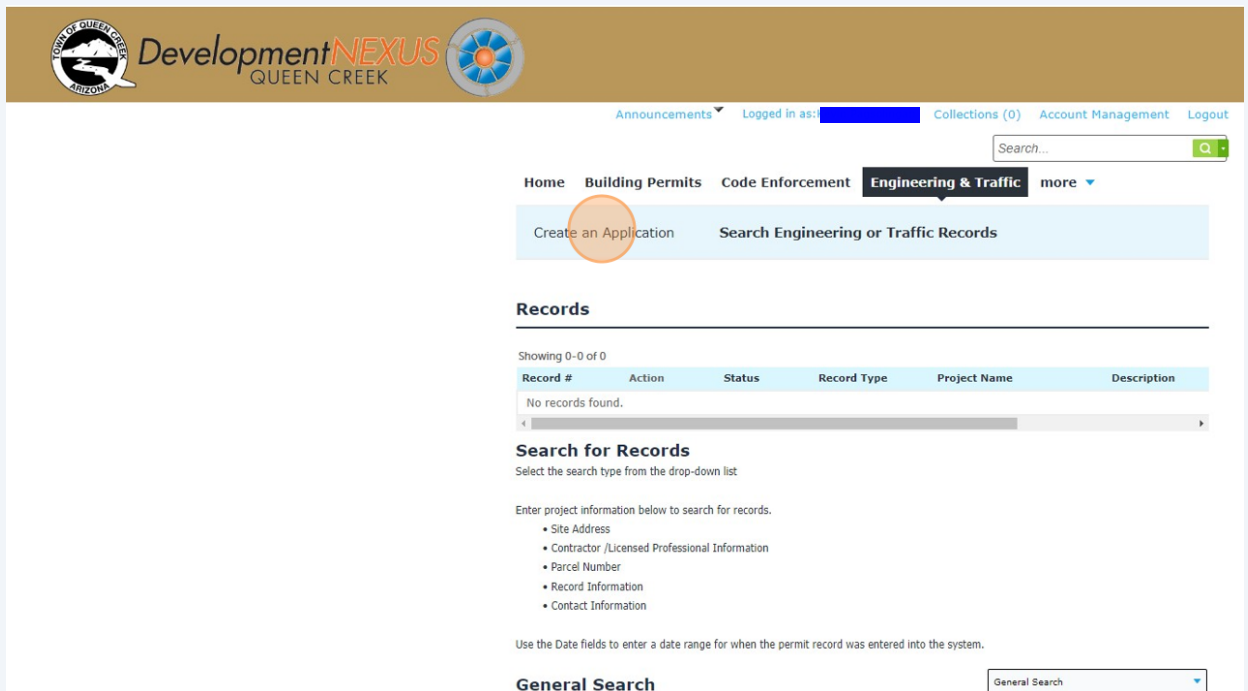 TOWN OF QUEEN CREEK
ARIZONA
DevelopmentNEXUS
QUEEN CREEK
Announcements Logged in as: Collections (0) Account Management Logout
Search...
Home Building Permits Code Enforcement Engineering & Traffic more
Create an Application Search Engineering or Traffic Records
Records
Showing 0-0 of 0
Record # Action Status Record Type Project Name Description
No records found.
Search for Records
Select the search type from the drop-down list
Enter project information below to search for records.
• Site Address
• Contractor /Licensed Professional Information
• Parcel Number
• Record Information
• Contact Information
Use the Date fields to enter a date range for when the permit record was entered into the system.
General Search General Search